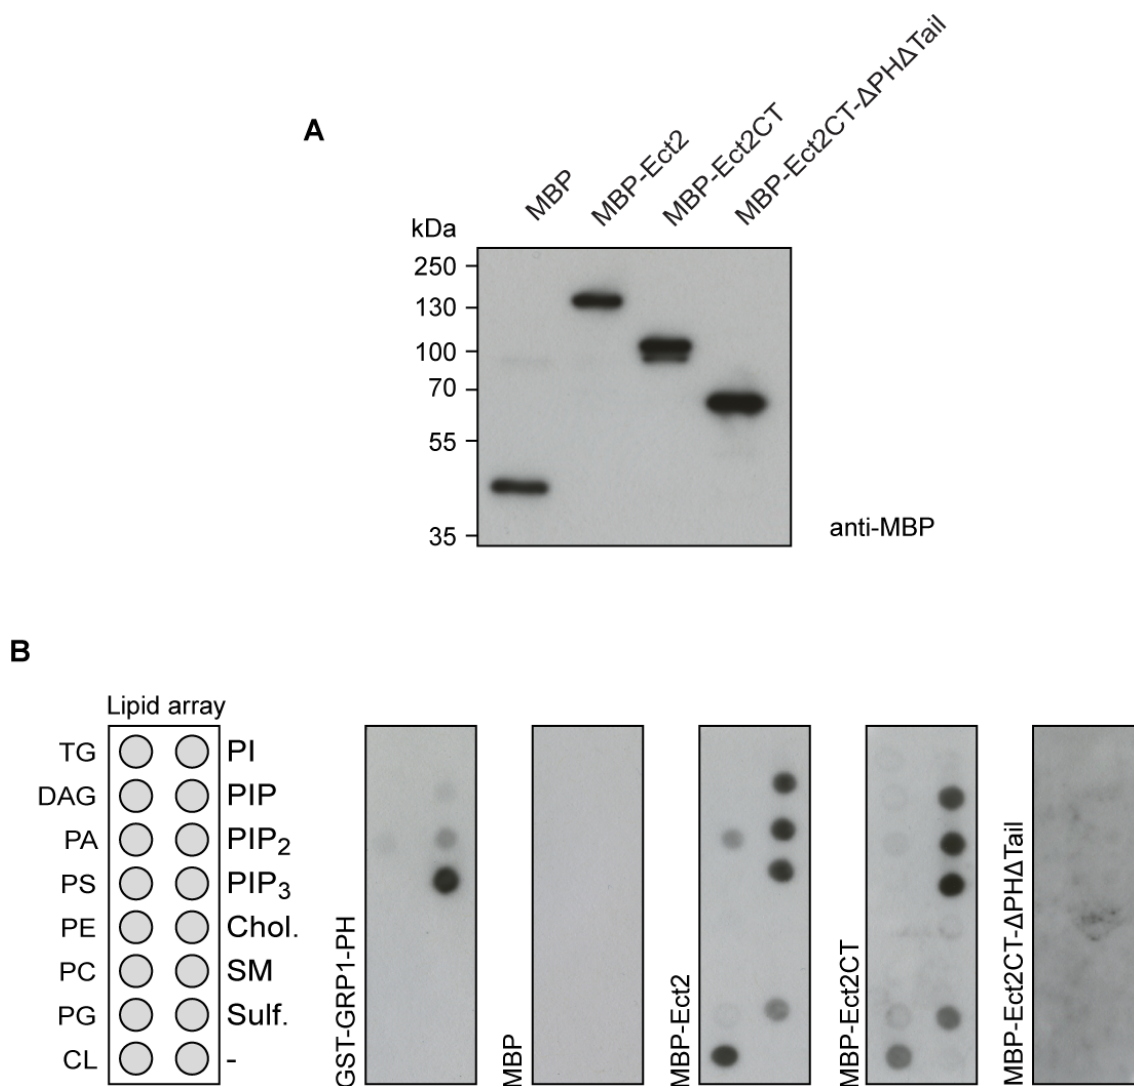 A
MBP
MBP-Ect2
MBP-Ect2CT
MBP-Ect2CT-ΔPHΔTail
kDa
250
130
100
70
55
35
anti-MBP
B
Lipid array
TG PI
DAG PIP
PA PIP2
PS PIP3
PE Chol.
PC SM
PG Sulf.
CL -
GST-GRP1-PH
MBP
MBP-Ect2
MBP-Ect2CT
MBP-Ect2CT-ΔPHΔTail